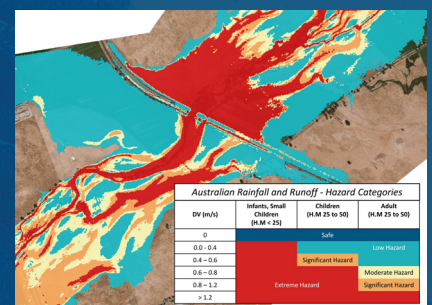 Australian Rainfall and Runoff - Hazard Categories
DV (m/s)
Infants, Small
Children
(H.M < 25)
Children
(H.M 25 to 50)
Adult
(H.M 25 to 50)
0
Safe
0.0 - 0.4
Low Hazard
0.4 – 0.6
Significant Hazard
0.6 – 0.8
Moderate Hazard
0.8 – 1.2
Extreme Hazard
Significant Hazard
> 1.2